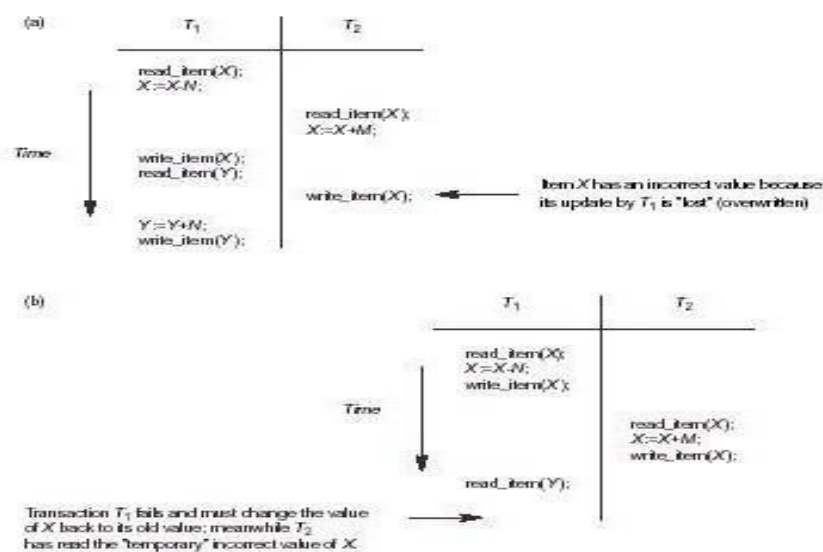 (a)
T1 T2
read_item(X);
X:=X-N;
read_item(X);
X:=X+M;
Time
write_item(X);
read_item(Y);
write_item(X);
Item X has an incorrect value because
its update by T1 is "lost" (overwritten)
Y:=Y+N;
write_item(Y);
(b)
T1 T2
read_item(X);
X:=X-N;
write_item(X);
Time
read_item(X);
X:=X+M;
write_item(X);
read_item(Y);
Transaction T1 fails and must change the value
of X back to its old value; meanwhile T2
has read the "temporary" incorrect value of X.